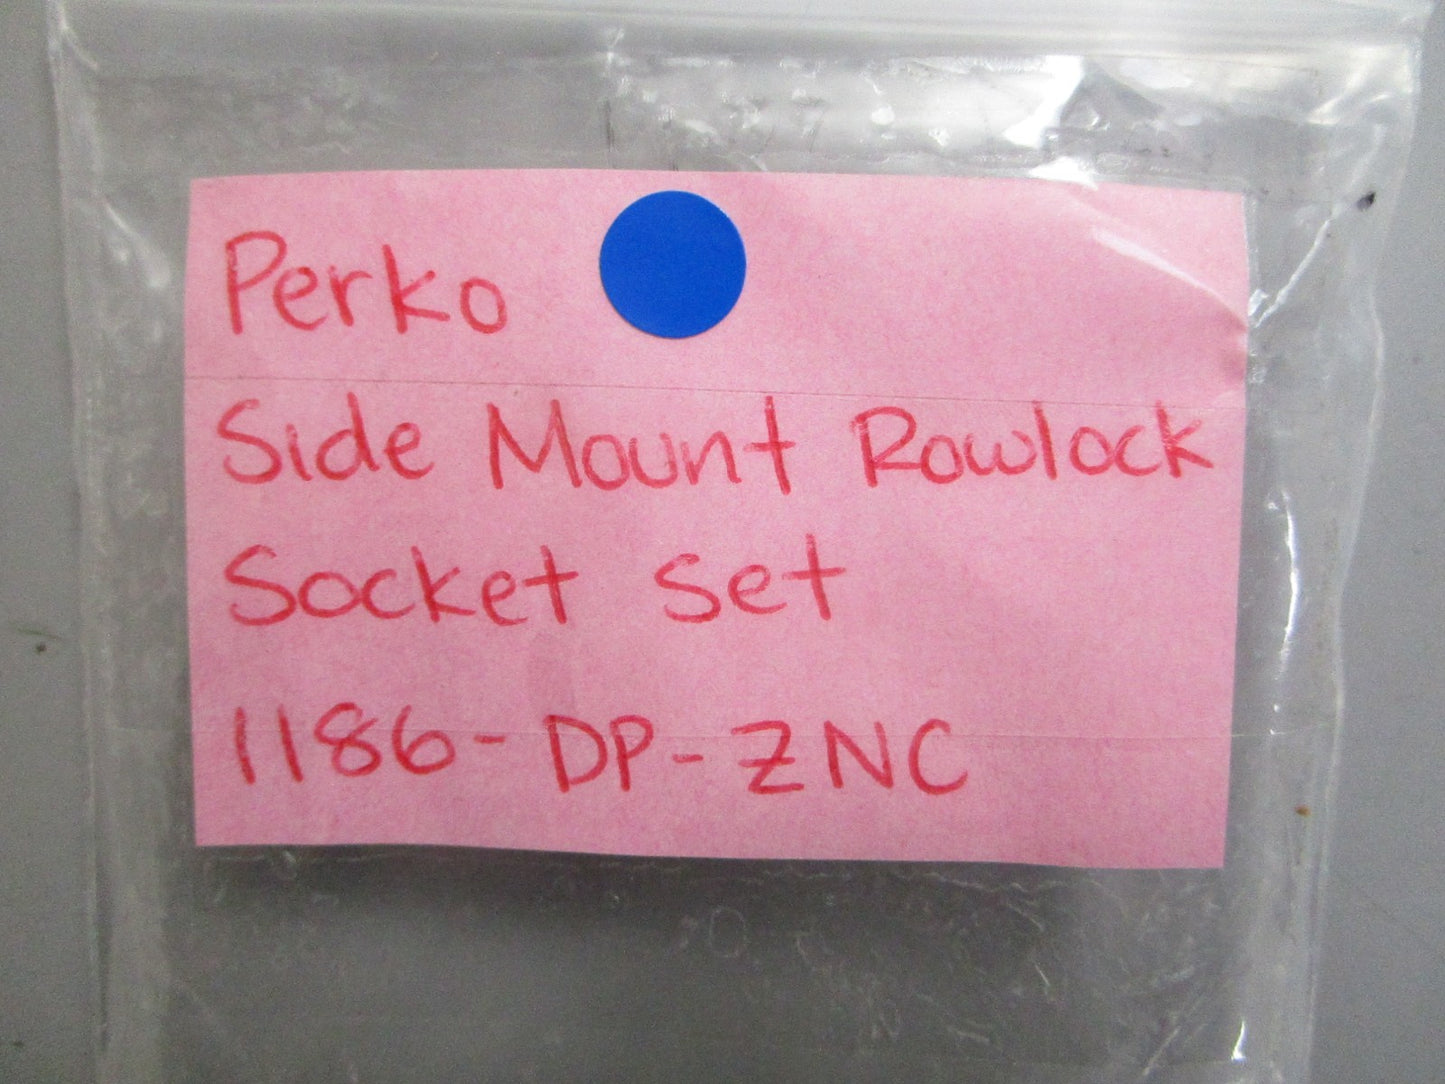 Perko
Side Mount Rowlock
Socket Set
1186-DP-ZNC